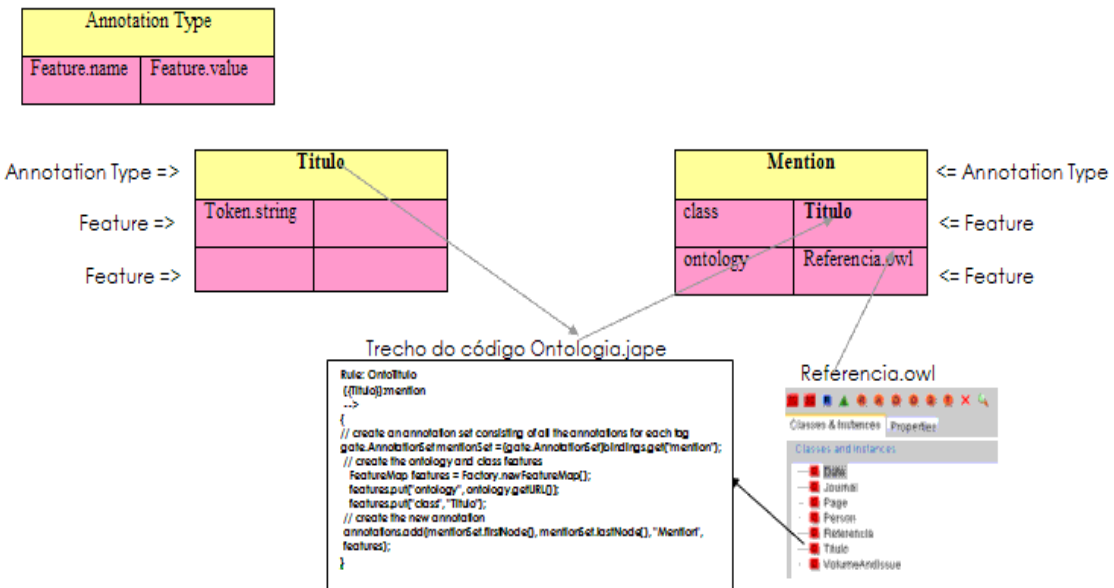 Annotation Type
Feature.name Feature.value
Annotation Type =>
Titulo
Feature =>
Token.string
Feature =>
Mention
<= Annotation Type
class Titulo
<= Feature
ontology Referencia.owl
<= Feature
Trecho do código Ontologia.jape
Rule: OntoTitulo
({Titulo}):mention
-->
{
// create an annotation set consisting of all the annotations for each tag
gate.AnnotationSet mentionSet =(gate.AnnotationSet)bindings.get("mention");
// create the ontology and class features
FeatureMap features = Factory.newFeatureMap();
features.put("ontology", ontology.getURL());
features.put("class", "Titulo");
// create the new annotation
annotations.add(mentionSet.firstNode(), mentionSet.lastNode(), "Mention",
features);
}
Referencia.owl
Classes & Instances Properties
Classes and instances
Date
Journal
Page
Person
Referencia
Titulo
VolumeAndIssue